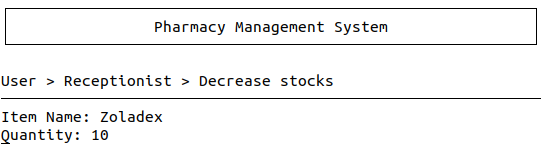 Pharmacy Management System
User > Receptionist > Decrease stocks
Item Name: Zoladex
Quantity: 10